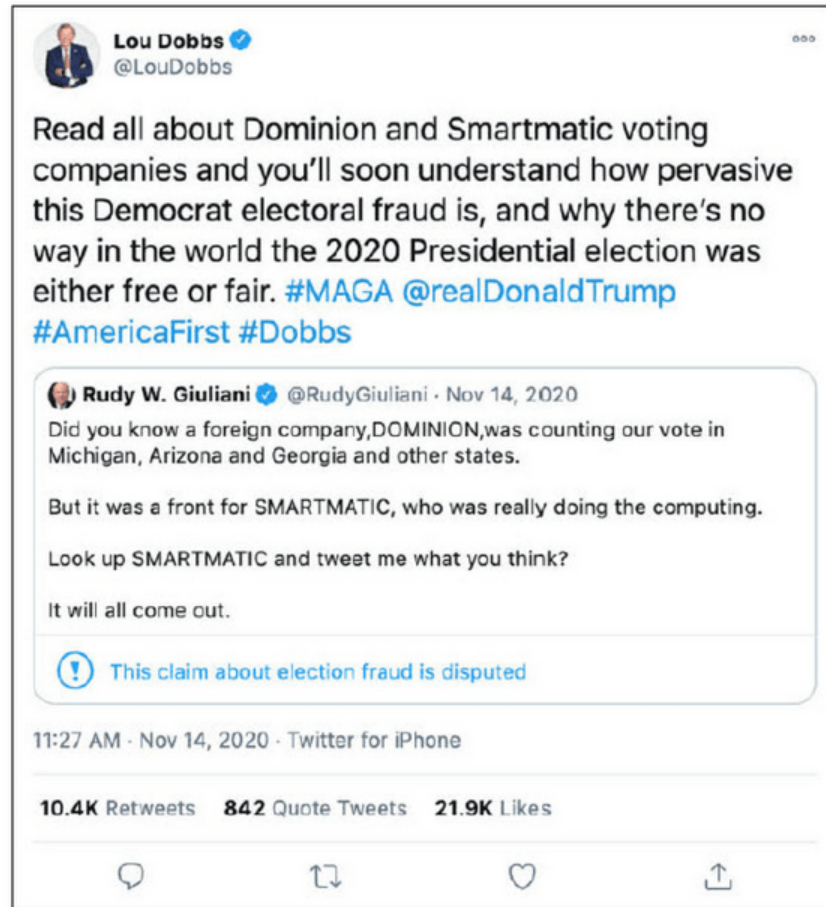 Lou Dobbs
@LouDobbs
Read all about Dominion and Smartmatic voting
companies and you'll soon understand how pervasive
this Democrat electoral fraud is, and why there's no
way in the world the 2020 Presidential election was
either free or fair. #MAGA @realDonaldTrump
#AmericaFirst #Dobbs
Rudy W. Giuliani @RudyGiuliani · Nov 14, 2020
Did you know a foreign company,DOMINION,was counting our vote in
Michigan, Arizona and Georgia and other states.
But it was a front for SMARTMATIC, who was really doing the computing.
Look up SMARTMATIC and tweet me what you think?
It will all come out.
This claim about election fraud is disputed
11:27 AM · Nov 14, 2020 · Twitter for iPhone
10.4K Retweets 842 Quote Tweets 21.9K Likes